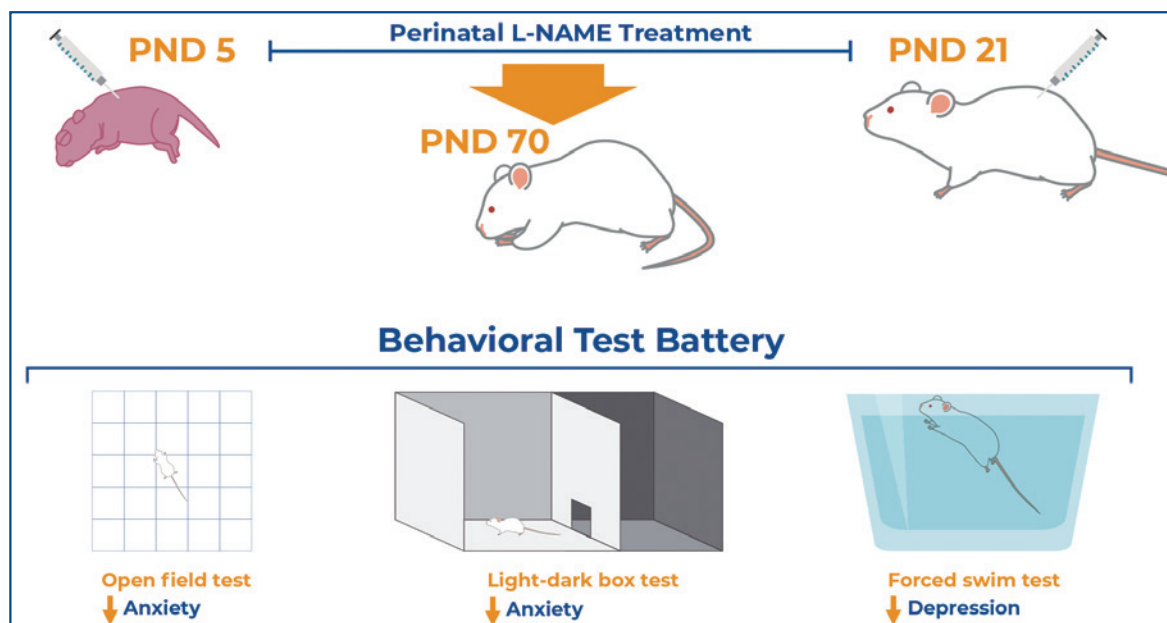 PND 5
Perinatal L-NAME Treatment
PND 21
PND 70
Behavioral Test Battery
Open field test
Anxiety
Light-dark box test
Anxiety
Forced swim test
Depression